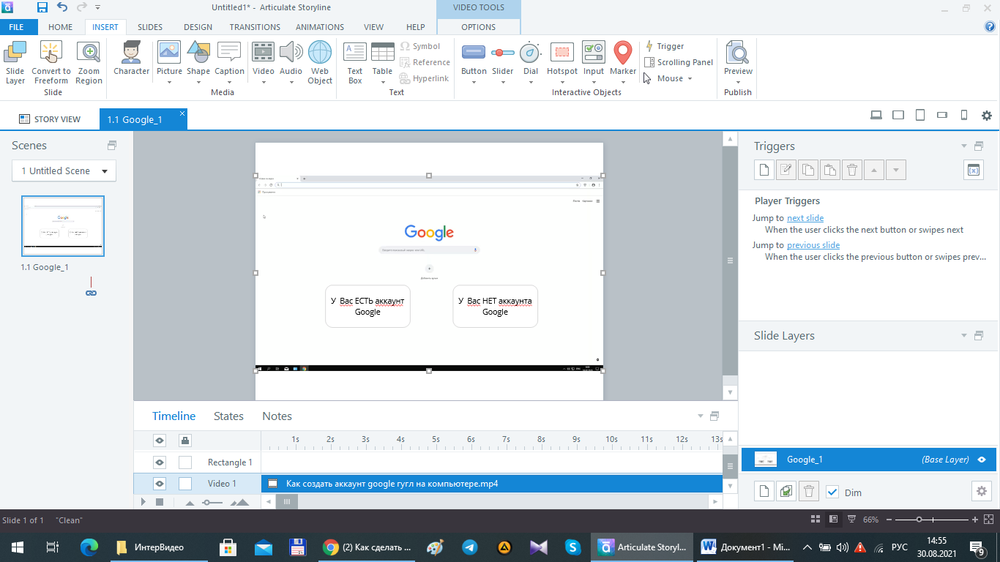 Untitled1* - Articulate Storyline
VIDEO TOOLS
FILE
HOME
INSERT
SLIDES
DESIGN
TRANSITIONS
ANIMATIONS
VIEW
HELP
OPTIONS
Slide Layer
Convert to Freeform
Zoom Region
Character
Picture
Shape
Caption
Video
Audio
Web Object
Text Box
Table
Symbol
Reference
Hyperlink
Button
Slider
Dial
Hotspot
Input
Marker
Trigger
Scrolling Panel
Mouse
Preview
Slide
Media
Text
Interactive Objects
Publish
STORY VIEW
1.1 Google_1
Scenes
1 Untitled Scene
1.1 Google_1
Google
У Вас ЕСТЬ аккаунт
Google
У Вас НЕТ аккаунта
Google
Triggers
Player Triggers
Jump to next slide
When the user clicks the next button or swipes next
Jump to previous slide
When the user clicks the previous button or swipes prev...
Slide Layers
Google_1 (Base Layer)
Dim
Timeline
States
Notes
1s 2s 3s 4s 5s 6s 7s 8s 9s 10s 11s 12s 13s
Rectangle 1
Video 1
Как создать аккаунт google гугл на компьютере.mp4
Slide 1 of 1 "Clean"
66%
ИнтерВидео
(2) Как сделать ...
Articulate Storyl...
Документ1 - Mi...
РУС
14:55
30.08.2021
9